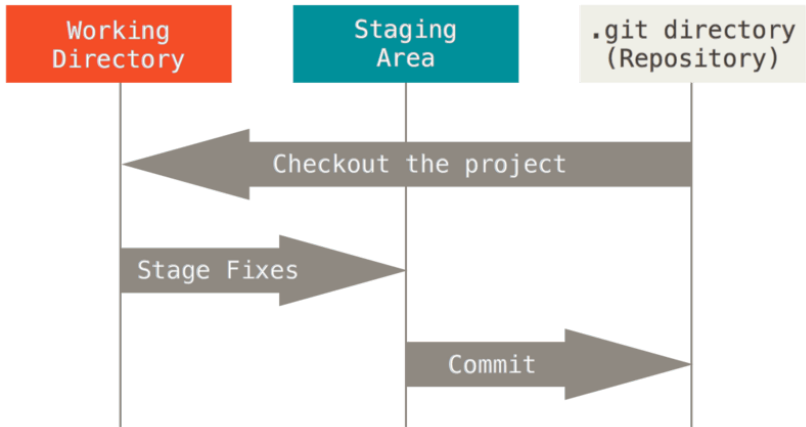 Working
Directory
Staging
Area
.git directory
(Repository)
Checkout the project
Stage Fixes
Commit